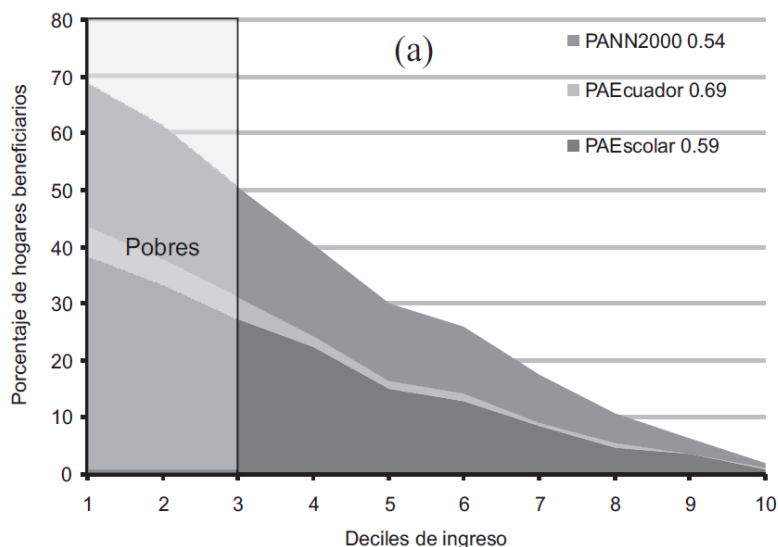 80
(a)
PANN2000 0.54
70
PAEcuador 0.69
60
PAEscolar 0.59
50
40
Pobres
30
20
10
0
Porcentaje de hogares beneficiarios
1 2 3 4 5 6 7 8 9 10
Deciles de ingreso